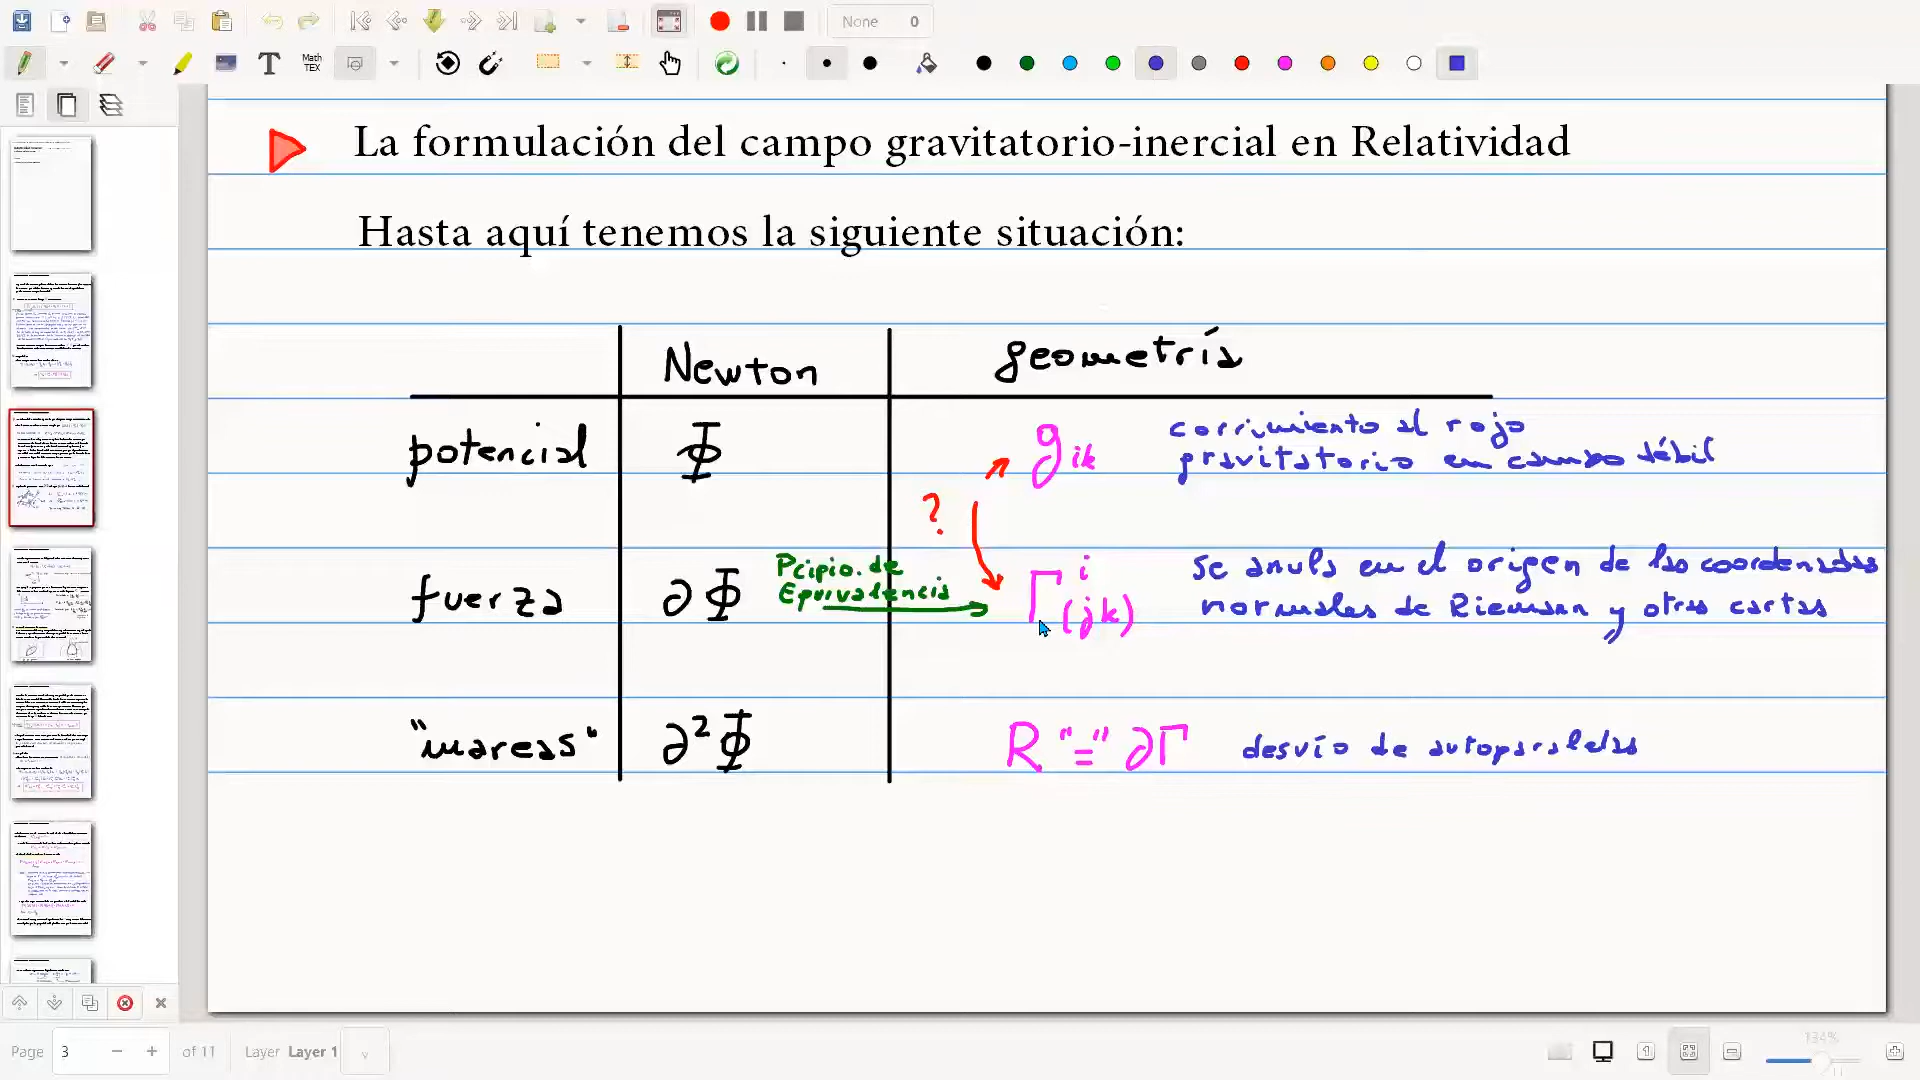 None 0
Math
TEX
La formulación del campo gravitatorio-inercial en Relatividad
Hasta aquí tenemos la siguiente situación:
Newton geometría
potencial Φ g_{ik} corrimiento al rojo
gravitatorio en campo débil
?
fuerza ∂Φ Pcipio. de
Equivalencia Γ^i_{(jk)} se anula en el origen de las coordenadas
normales de Riemann y otras cartas
"mareas" ∂²Φ R "=" ∂Γ desvío de autoparalelas
Page 3 of 11 Layer Layer 1
134%